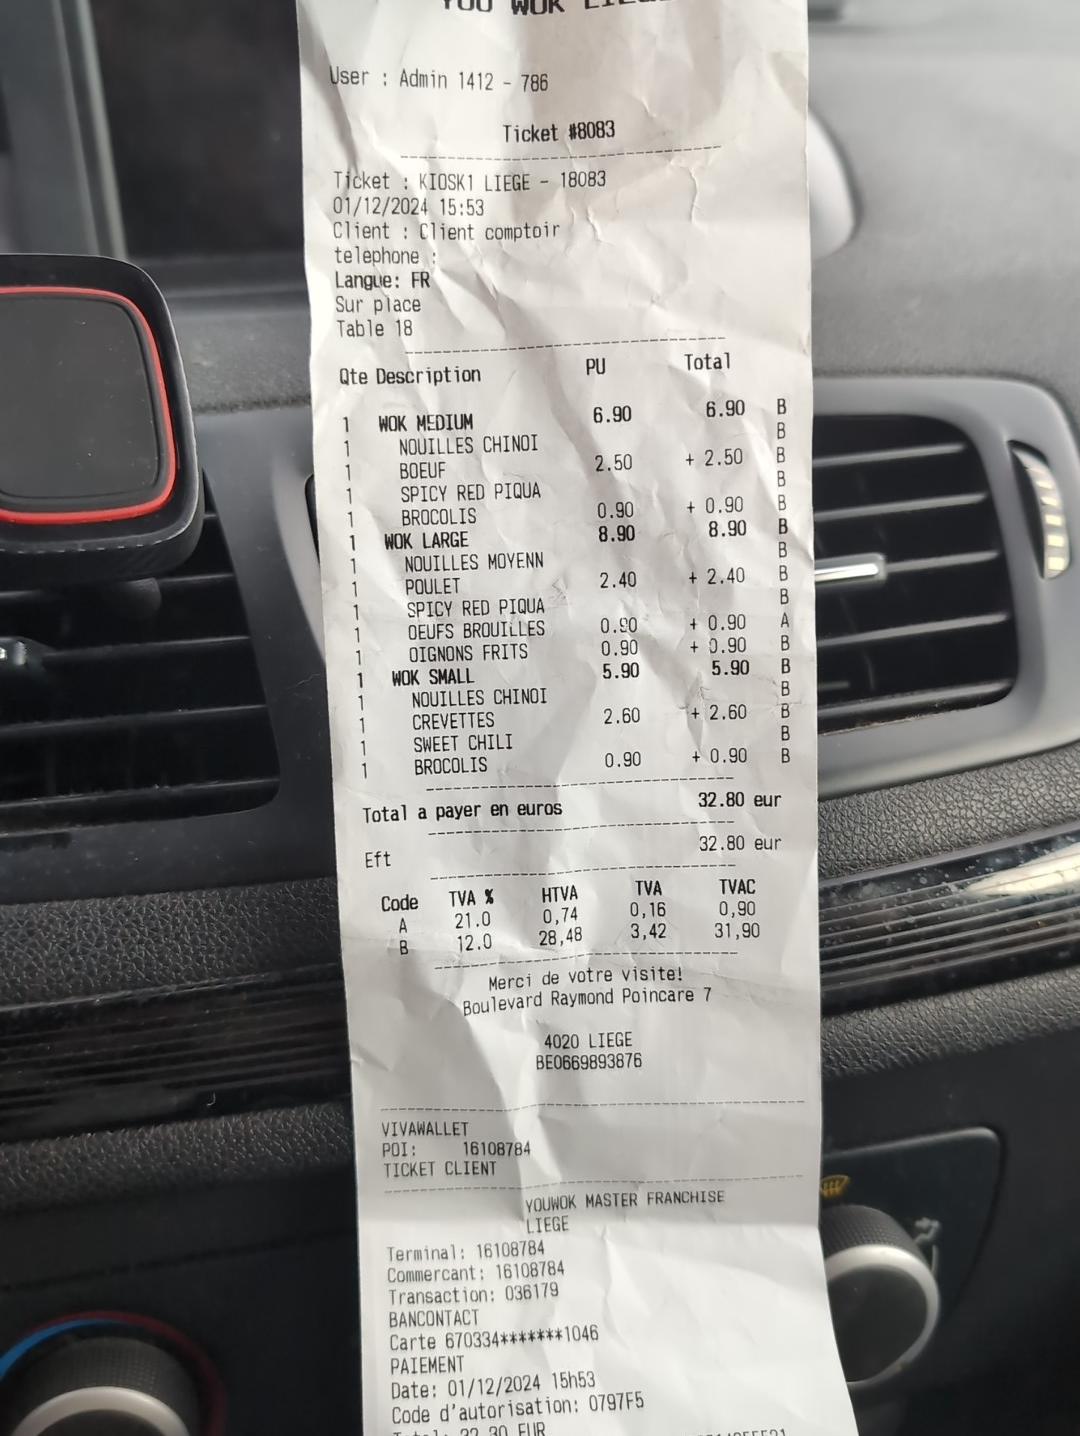 YOU WOK LIEGE
User : Admin 1412 - 786
Ticket #8083
Ticket : KIOSK1 LIEGE - 18083
01/12/2024 15:53
Client : Client comptoir
telephone :
Langue: FR
Sur place
Table 18
Qte Description PU Total
1 WOK MEDIUM 6.90 6.90 B
1 NOUILLES CHINOI B
1 BOEUF 2.50 + 2.50 B
1 SPICY RED PIQUA B
1 BROCOLIS 0.90 + 0.90 B
1 WOK LARGE 8.90 8.90 B
1 NOUILLES MOYENN B
1 POULET 2.40 + 2.40 B
1 SPICY RED PIQUA B
1 OEUFS BROUILLES 0.90 + 0.90 A
1 OIGNONS FRITS 0.90 + 0.90 B
1 WOK SMALL 5.90 5.90 B
1 NOUILLES CHINOI B
1 CREVETTES 2.60 + 2.60 B
1 SWEET CHILI B
1 BROCOLIS 0.90 + 0.90 B
Total a payer en euros 32.80 eur
Eft 32.80 eur
Code TVA % HTVA TVA TVAC
A 21.0 0,74 0,16 0,90
B 12.0 28,48 3,42 31,90
Merci de votre visite!
Boulevard Raymond Poincare 7
4020 LIEGE
BE0669893876
VIVAWALLET
POI: 16108784
TICKET CLIENT
YOUWOK MASTER FRANCHISE
LIEGE
Terminal: 16108784
Commercant: 16108784
Transaction: 036179
BANCONTACT
Carte 670334*******1046
PAIEMENT
Date: 01/12/2024 15h53
Code d'autorisation: 0797F5
EUR